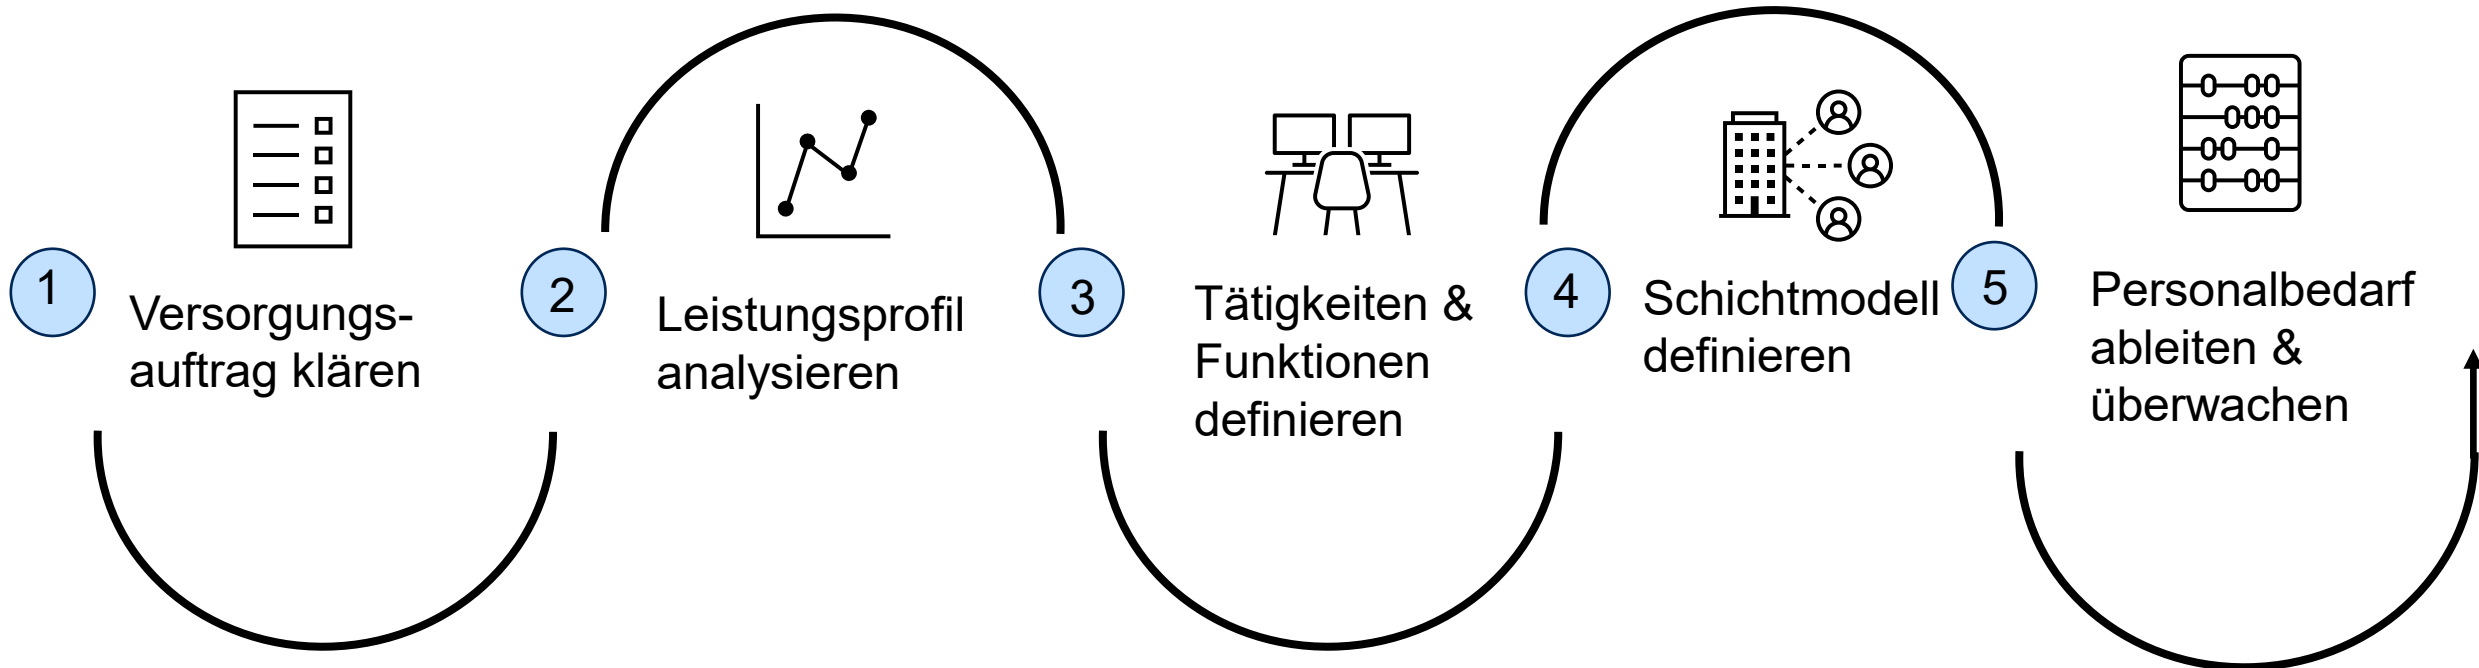 1
Versorgungs-
auftrag klären
2
Leistungsprofil
analysieren
3
Tätigkeiten &
Funktionen
definieren
4
Schichtmodell
definieren
5
Personalbedarf
ableiten &
überwachen